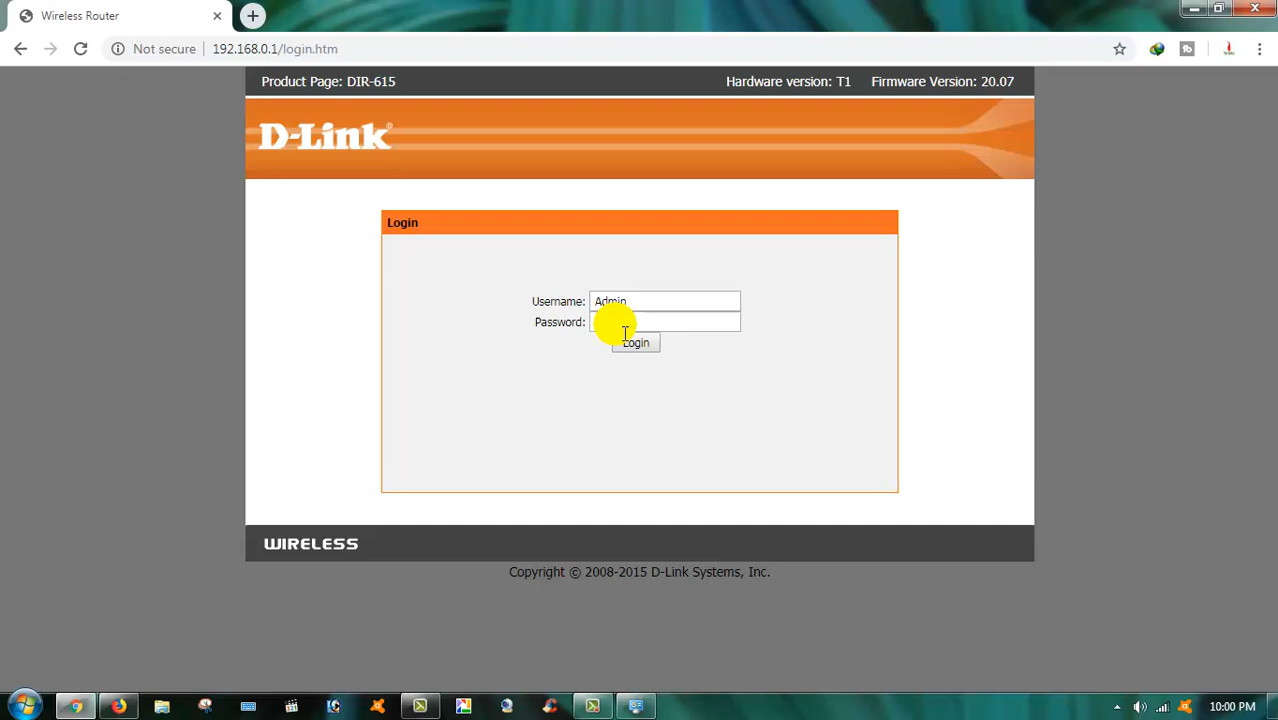 Wireless Router
Not secure 192.168.0.1/login.htm
Product Page: DIR-615 Hardware version: T1 Firmware Version: 20.07
D-Link®
Login
Username: Admin
Password:
Login
WIRELESS
Copyright © 2008-2015 D-Link Systems, Inc.
10:00 PM